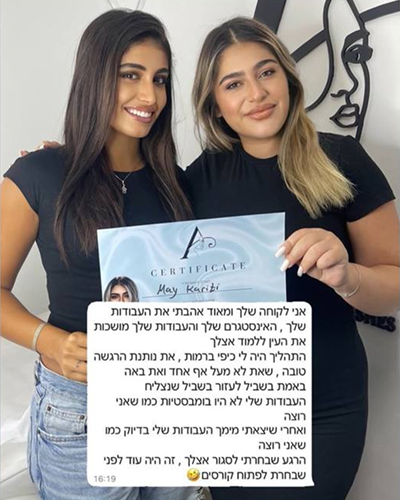 A
CERTIFICATE
May Karibi
אני לקוחה שלך ומאוד אהבתי את העבודות
שלך , האינסטגרם שלך והעבודות שלך מושכות
את העין ללמוד אצלך
התהליך היה לי כיפי ברמות , את נותנת הרגשה
טובה , שאת לא מעל אף אחד ואת באה
באמת בשביל לעזור בשביל שנצליח
העבודות שלי לא היו בומבסטיות כמו שאני
רוצה
ואחרי שיצאתי מימך העבודות שלי בדיוק כמו
שאני רוצה
הרגע שבחרתי לסגור אצלך , זה היה עוד לפני
שבחרת לפתוח קורסים🤣
16:19